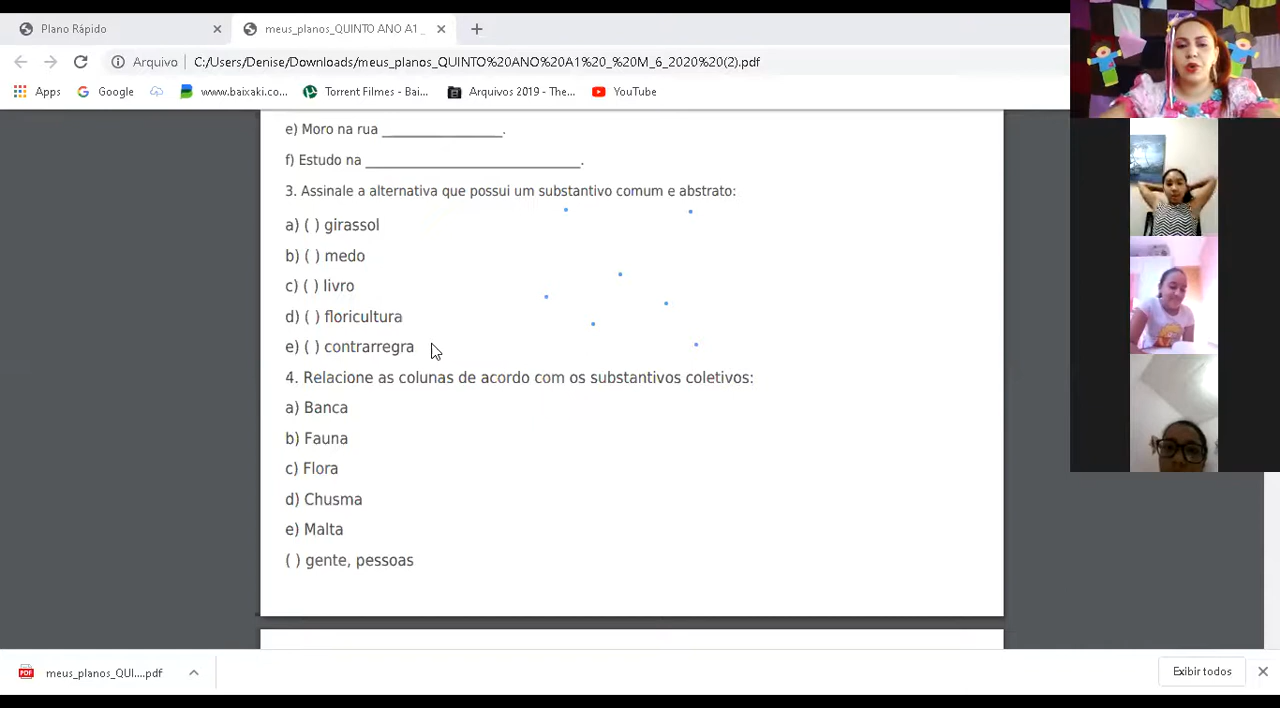 Plano Rápido
meus_planos_QUINTO ANO A1 _
Arquivo
C:/Users/Denise/Downloads/meus_planos_QUINTO%20ANO%20A1%20_%20M_6_2020%20(2).pdf
Apps
Google
www.baixaki.co...
Torrent Filmes - Bai...
Arquivos 2019 - The...
YouTube
e) Moro na rua ________________.
f) Estudo na _____________________________.
3. Assinale a alternativa que possui um substantivo comum e abstrato:
a) ( ) girassol
b) ( ) medo
c) ( ) livro
d) ( ) floricultura
e) ( ) contrarregra
4. Relacione as colunas de acordo com os substantivos coletivos:
a) Banca
b) Fauna
c) Flora
d) Chusma
e) Malta
( ) gente, pessoas
PDF
meus_planos_QUI....pdf
Exibir todos